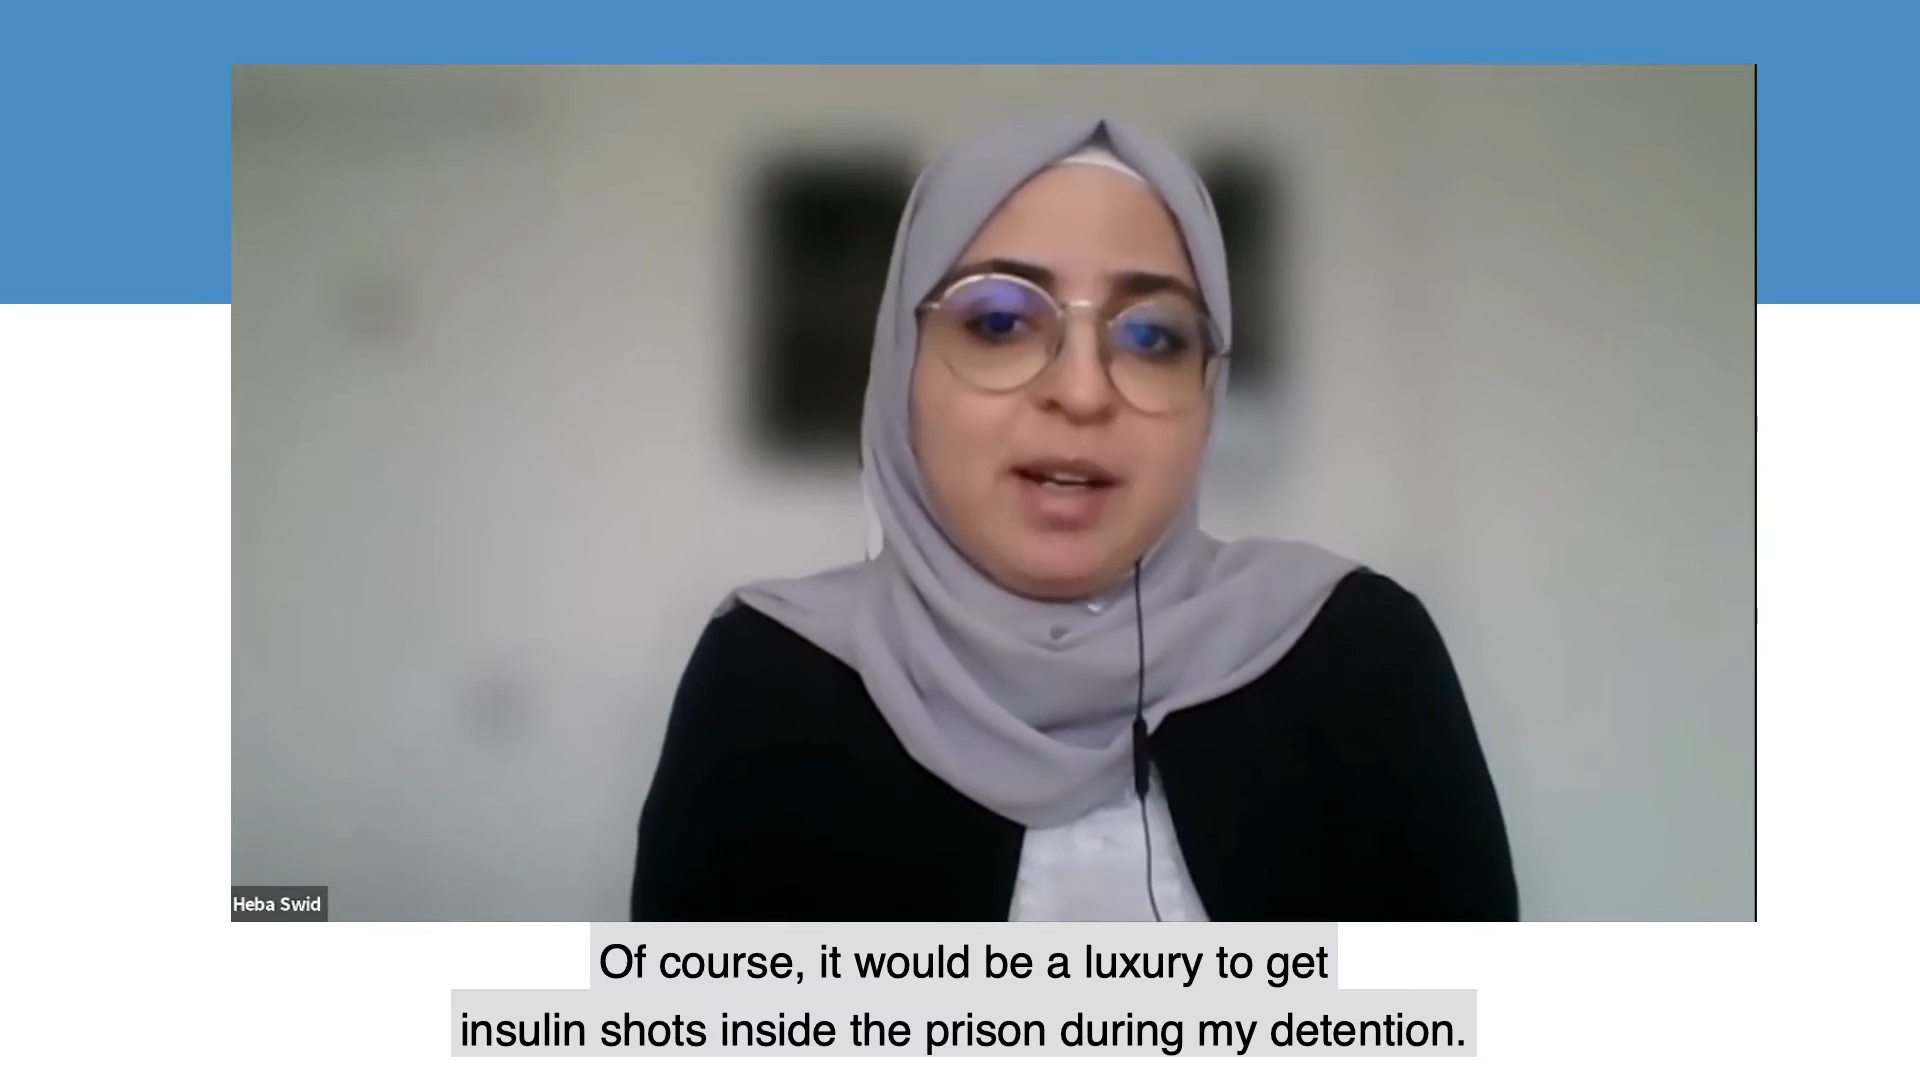 Heba Swid
Of course, it would be a luxury to get
insulin shots inside the prison during my detention.